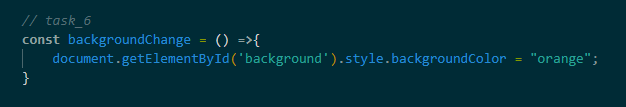 // task_6
const backgroundChange = () =>{
    document.getElementById('background').style.backgroundColor = "orange";
}